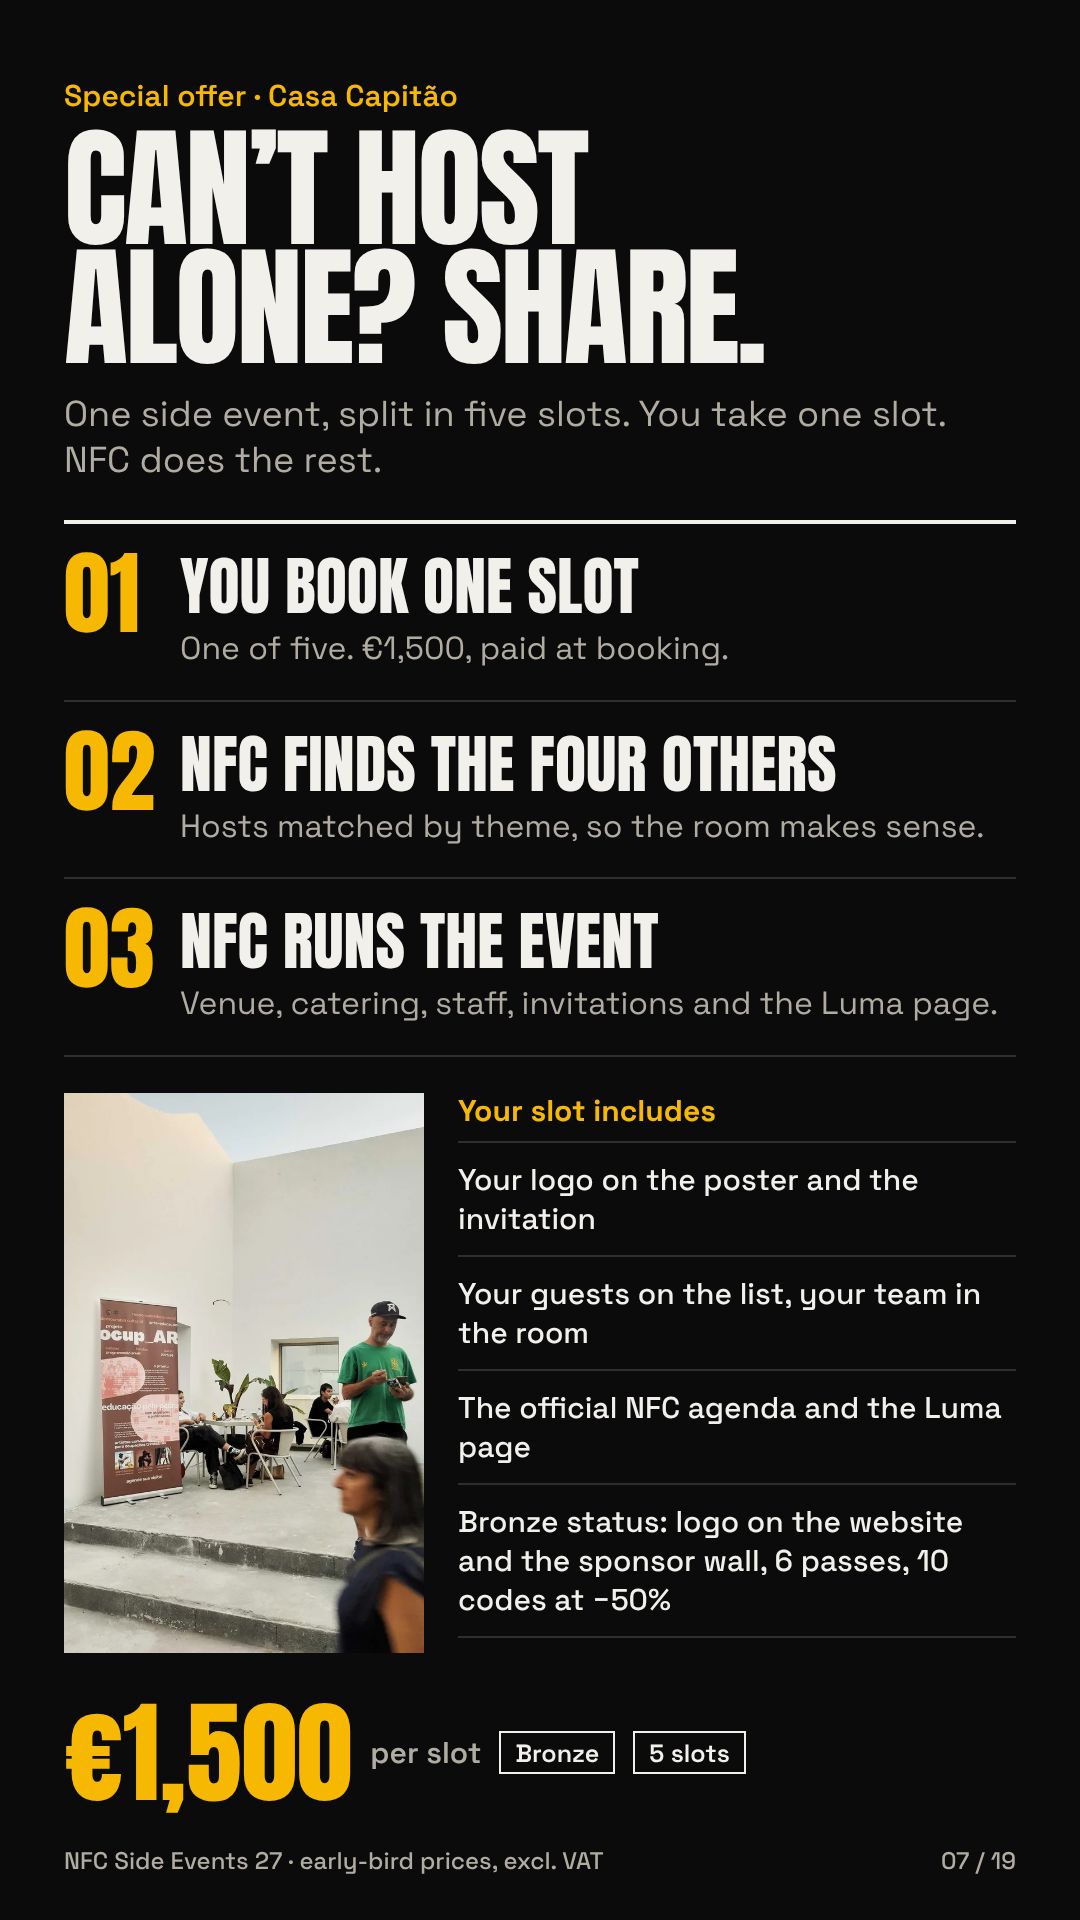 Special offer · Casa Capitão
CAN’T HOST
ALONE? SHARE.
One side event, split in five slots. You take one slot.
NFC does the rest.
01
YOU BOOK ONE SLOT
One of five. €1,500, paid at booking.
02
NFC FINDS THE FOUR OTHERS
Hosts matched by theme, so the room makes sense.
03
NFC RUNS THE EVENT
Venue, catering, staff, invitations and the Luma page.
ocup_AR
Your slot includes
Your logo on the poster and the
invitation
Your guests on the list, your team in
the room
The official NFC agenda and the Luma
page
Bronze status: logo on the website
and the sponsor wall, 6 passes, 10
codes at −50%
€1,500 per slot Bronze 5 slots
NFC Side Events 27 · early-bird prices, excl. VAT
07 / 19